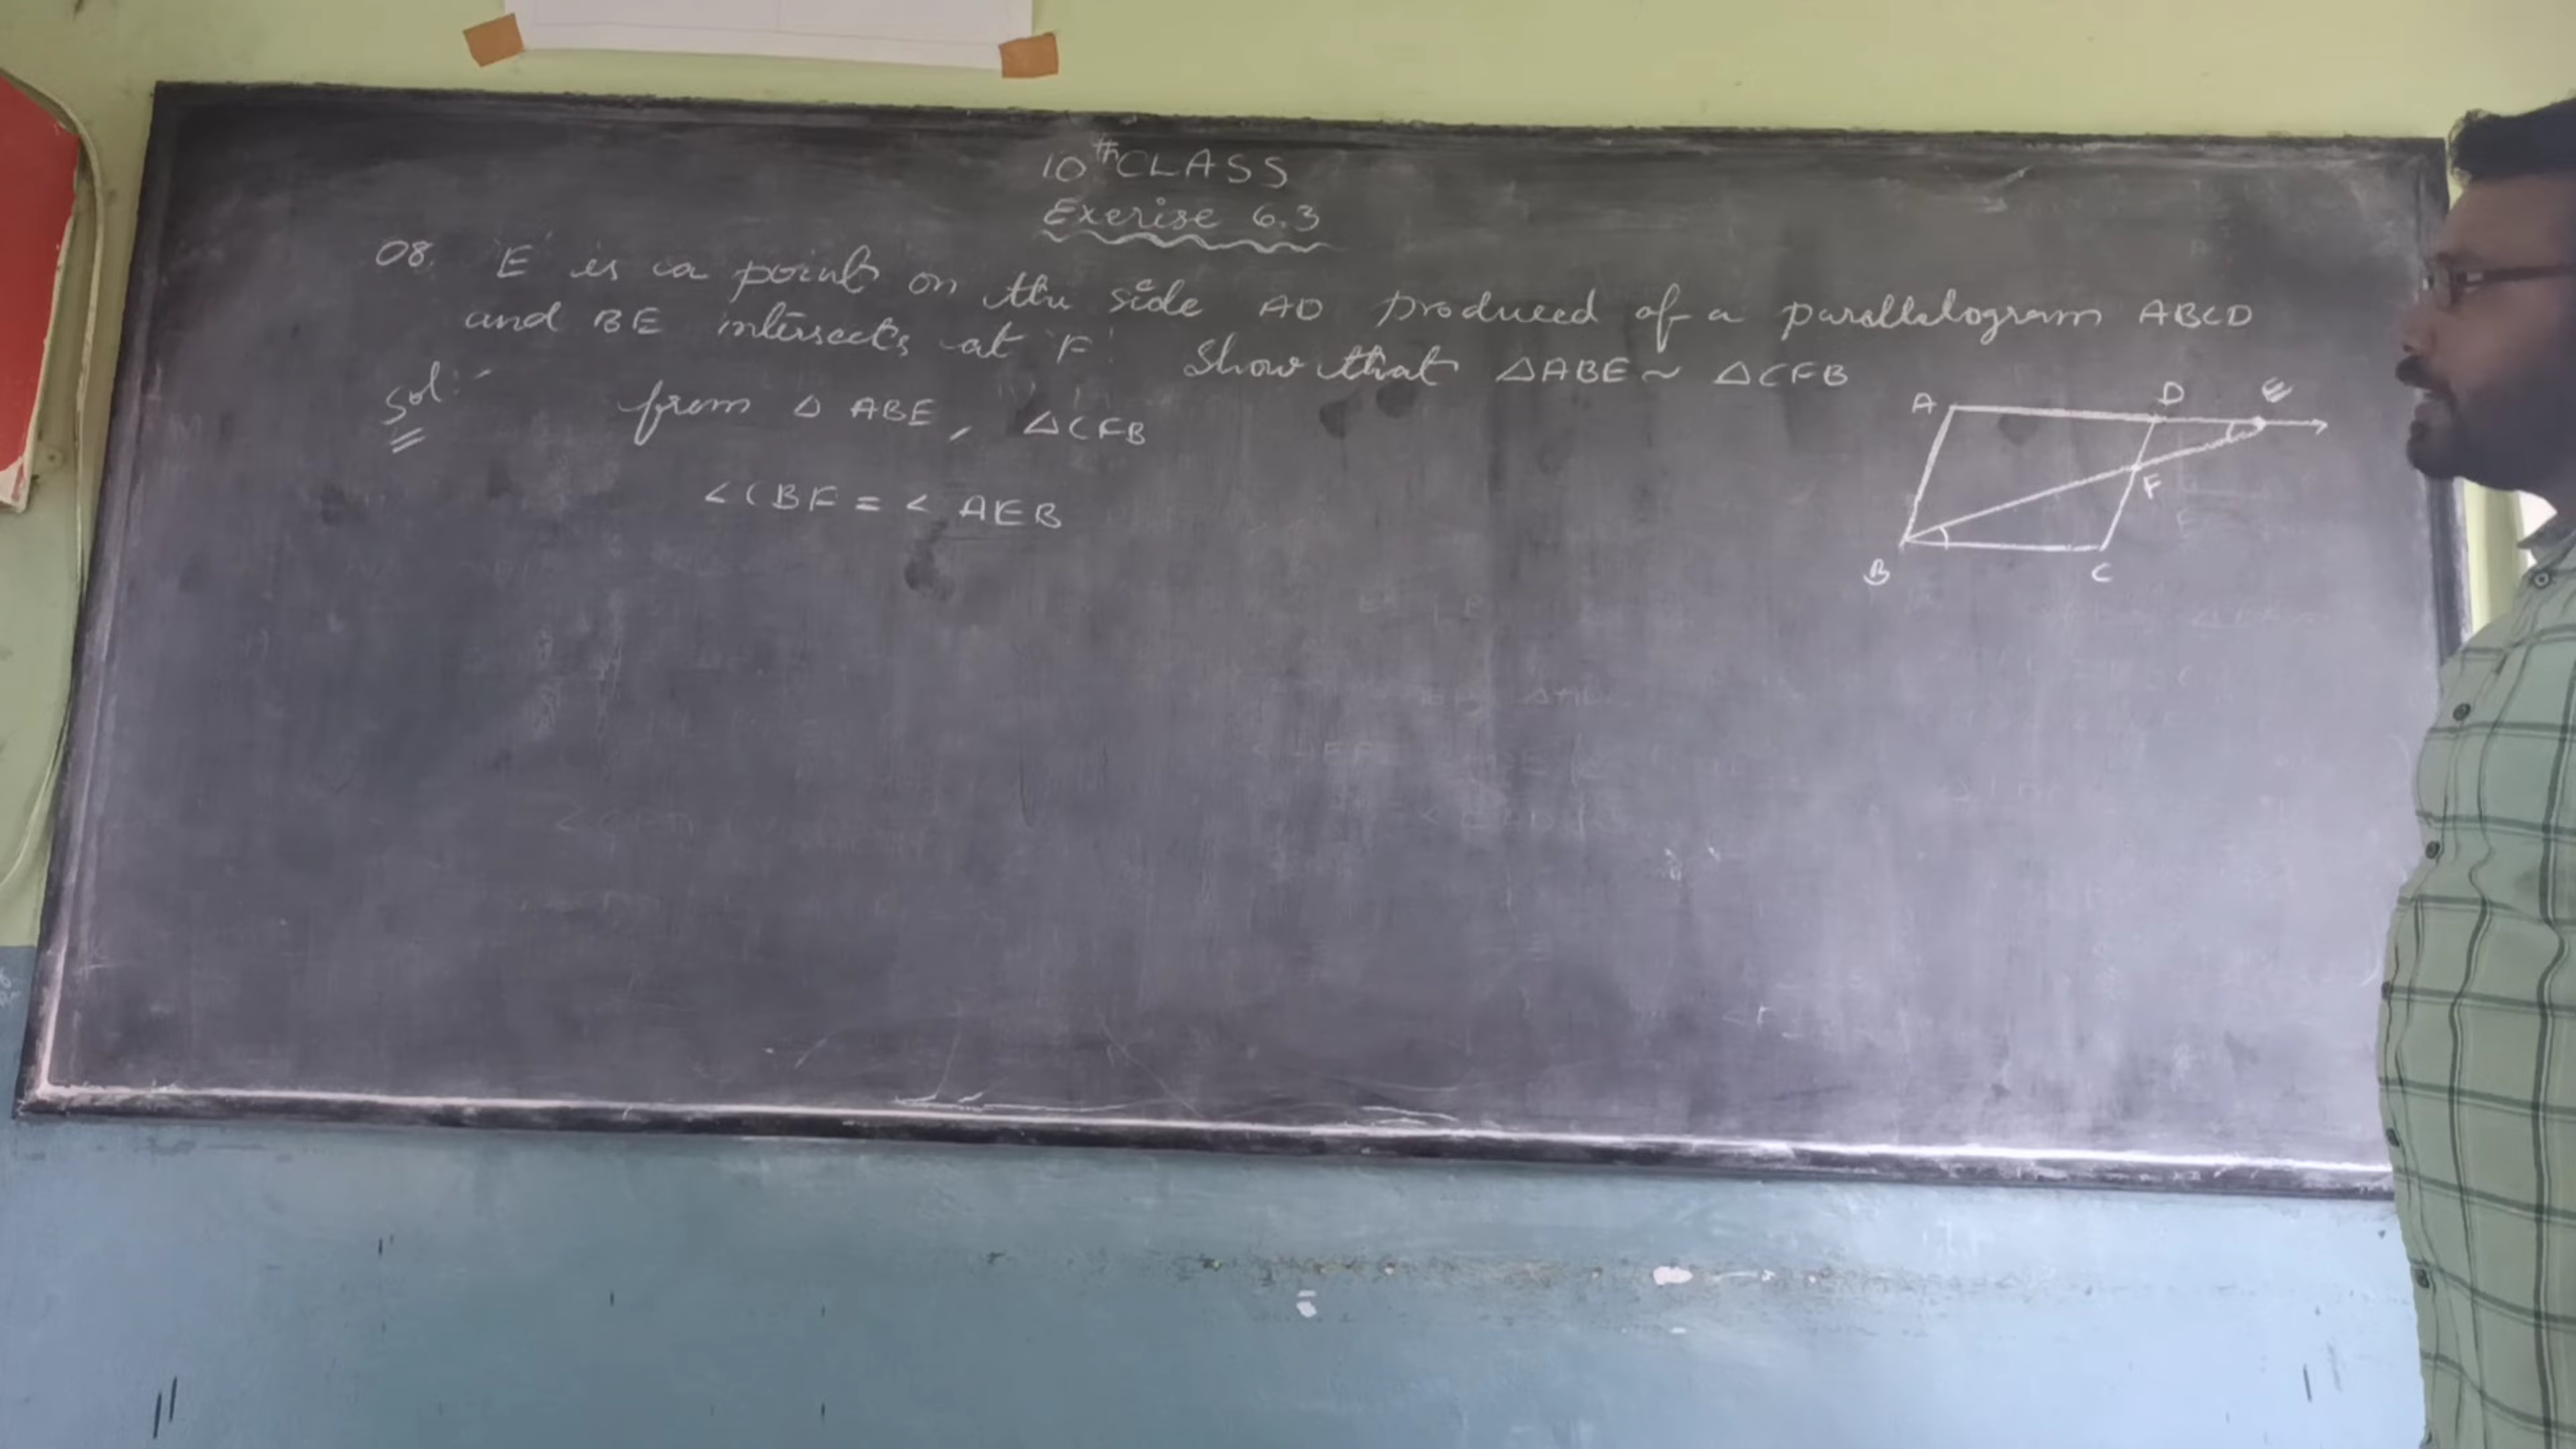 10th CLASS
Exerise 6.3
08. 'E' is a point on the side AD produced of a parallelogram ABCD
and BE intersects at 'F'. Show that △ABE ~ △CFB
Sol:-
from △ ABE, △CFB
∠CBF = ∠ AEB
A D E
F
B C